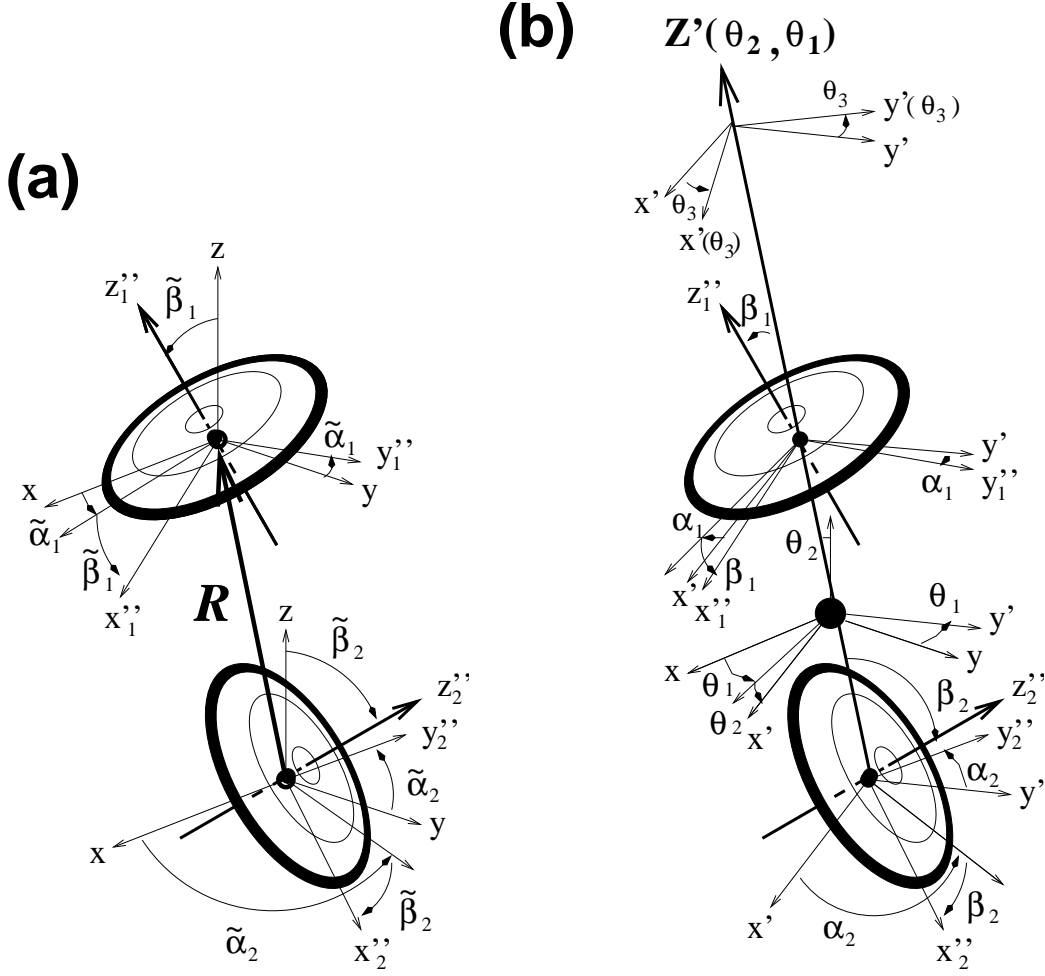 (a)
z
z₁''
β̃₁
α̃₁
y₁''
y
x
α̃₁
β̃₁
x₁''
R
z
β̃₂
z₂''
y₂''
α̃₂
y
x
β̃₂
α̃₂
x₂''
(b)
Z'(θ₂,θ₁)
θ₃
y'(θ₃)
y'
x'
θ₃
x'(θ₃)
z₁''
β₁
y'
y₁''
α₁
α₁
θ₂
β₁
x'
x₁''
θ₁
y'
y
x
θ₁
θ₂
x'
β₂
z₂''
y₂''
α₂
y'
x'
α₂
β₂
x₂''